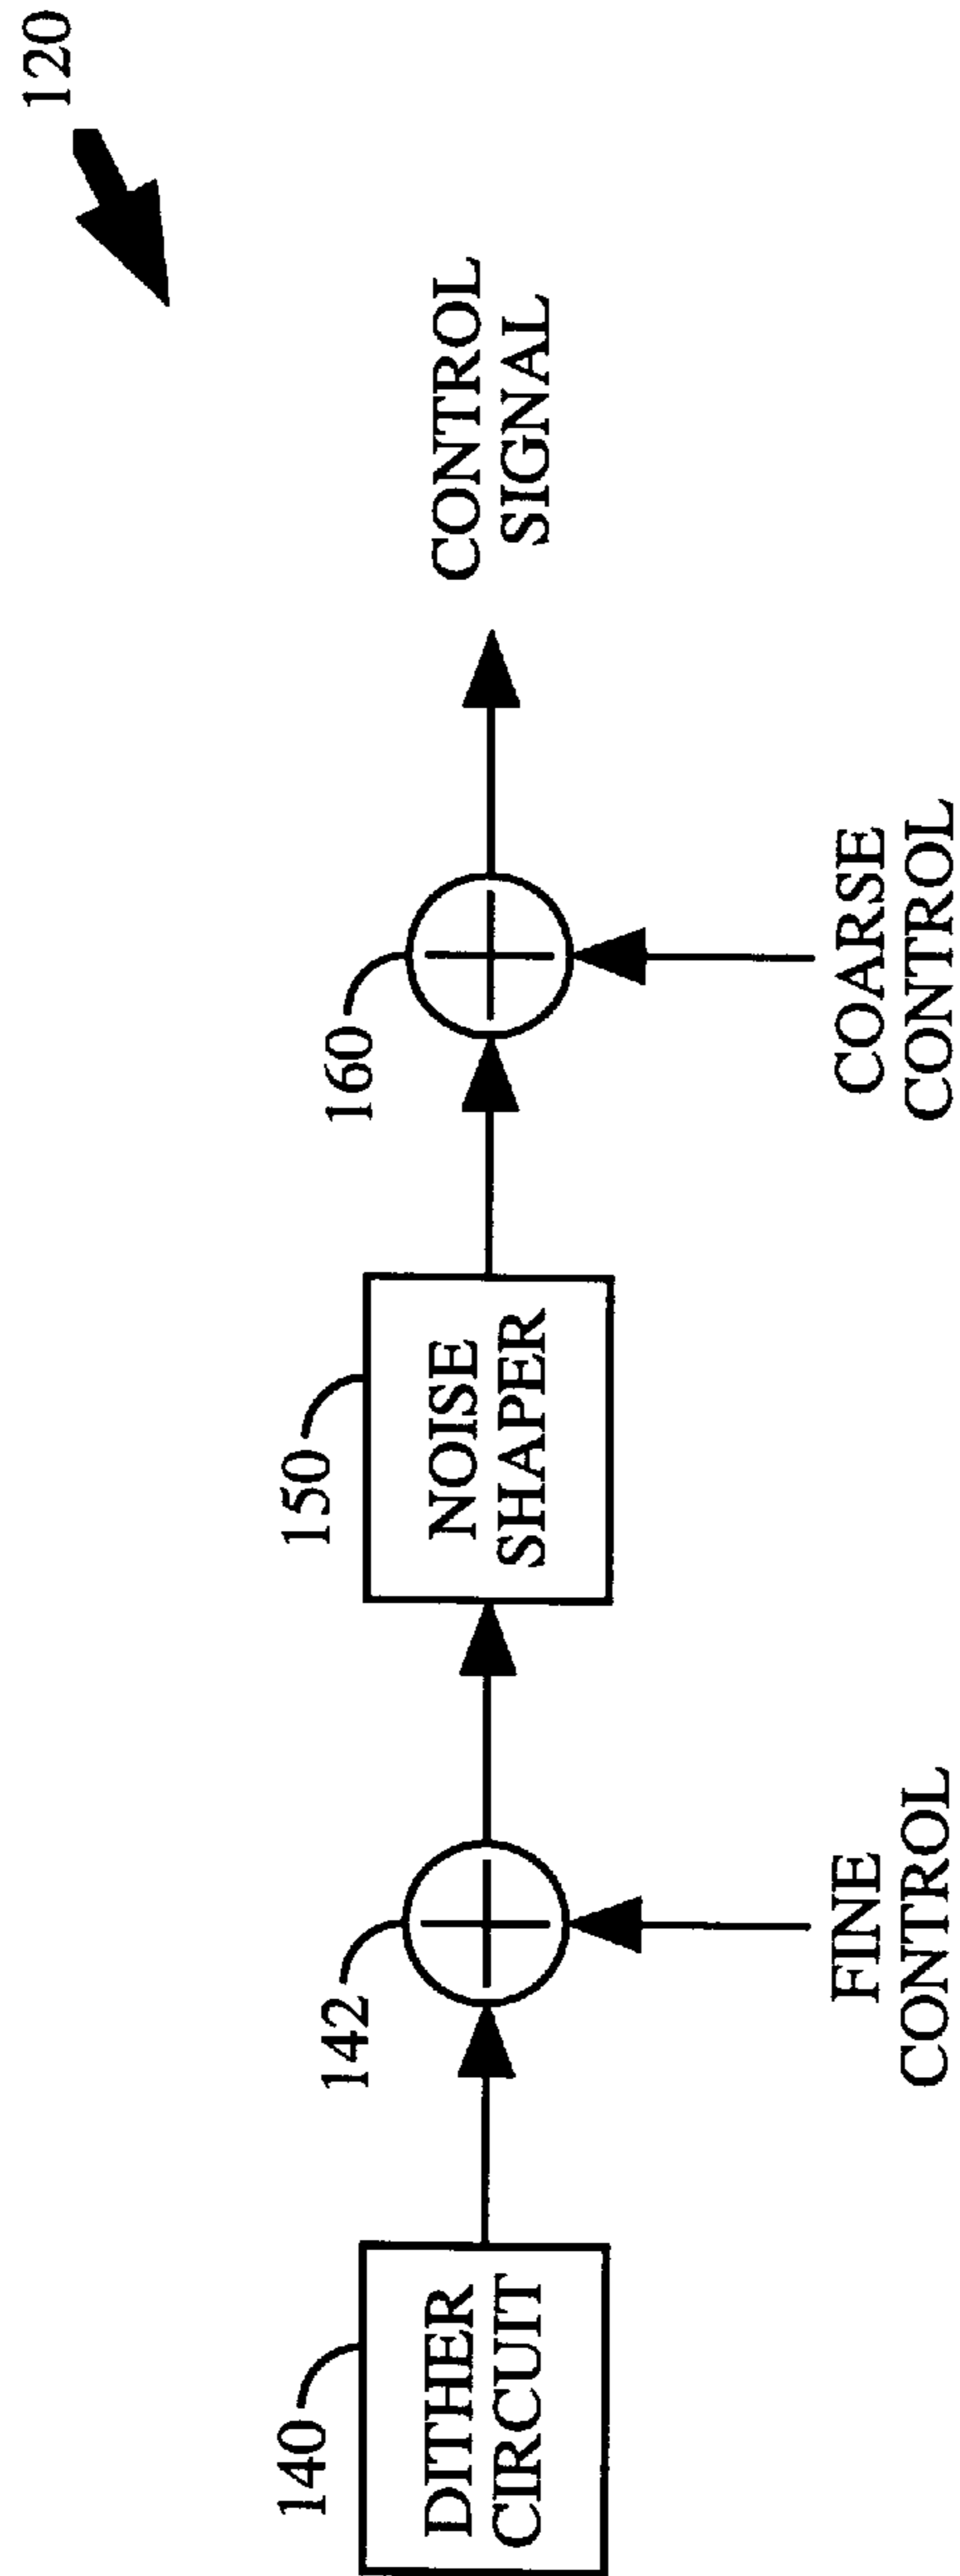 120
140
DITHER
CIRCUIT
142
FINE
CONTROL
150
NOISE
SHAPER
160
COARSE
CONTROL
CONTROL
SIGNAL